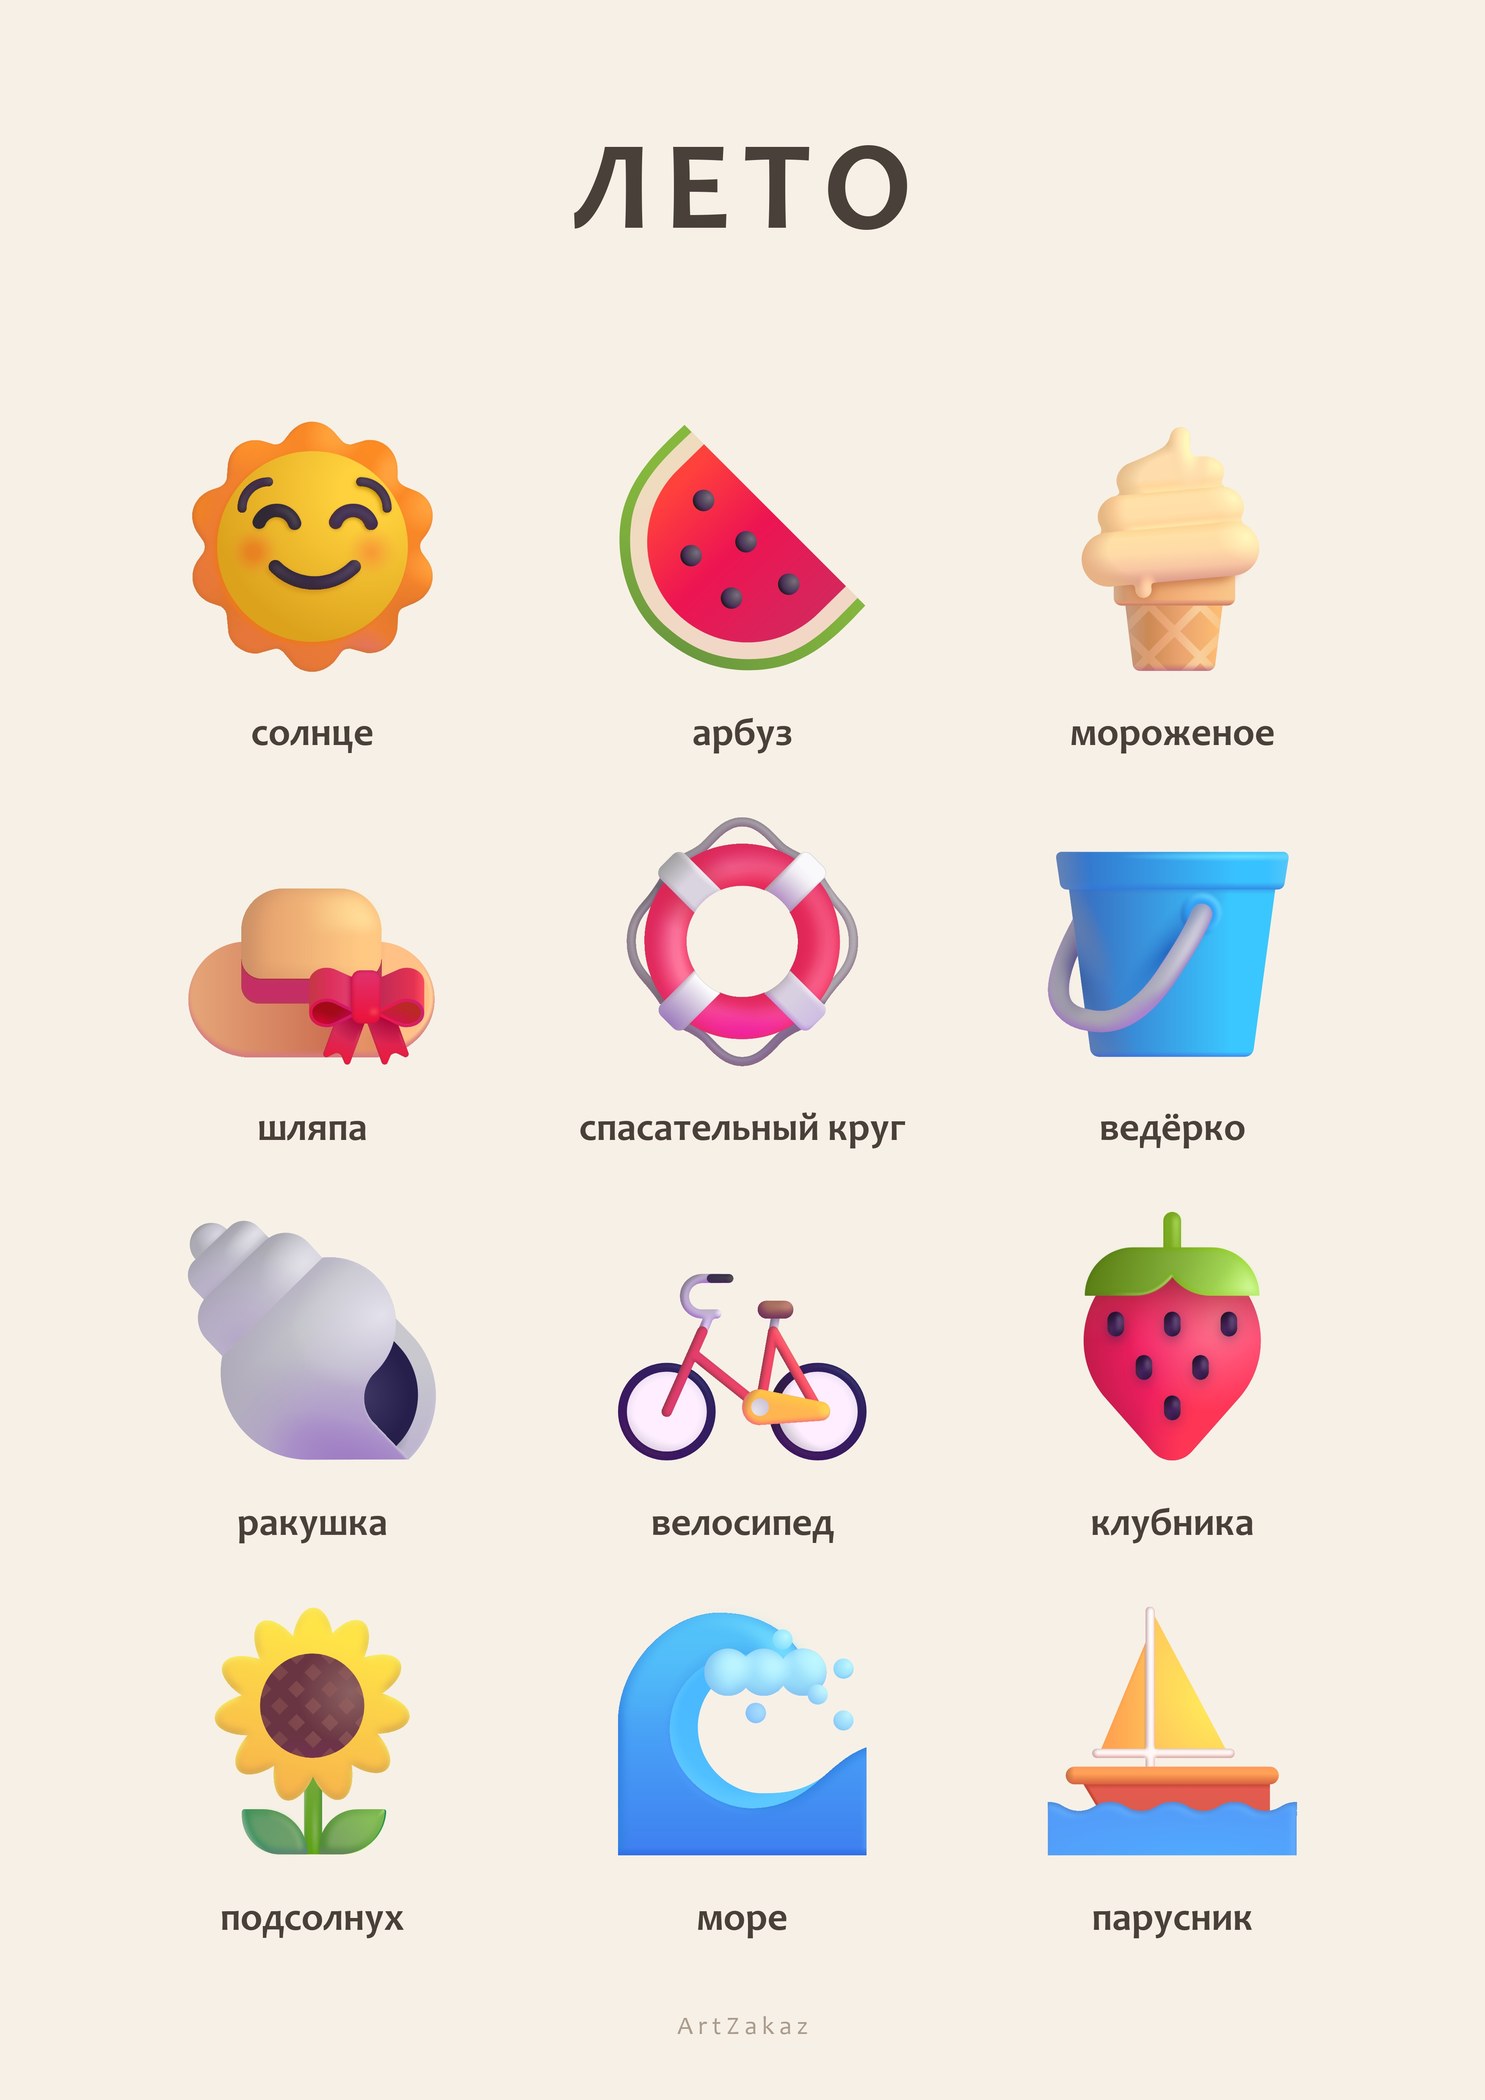 ЛЕТО
солнце
арбуз
мороженое
шляпа
спасательный круг
ведёрко
ракушка
велосипед
клубника
подсолнух
море
парусник
ArtZakaz